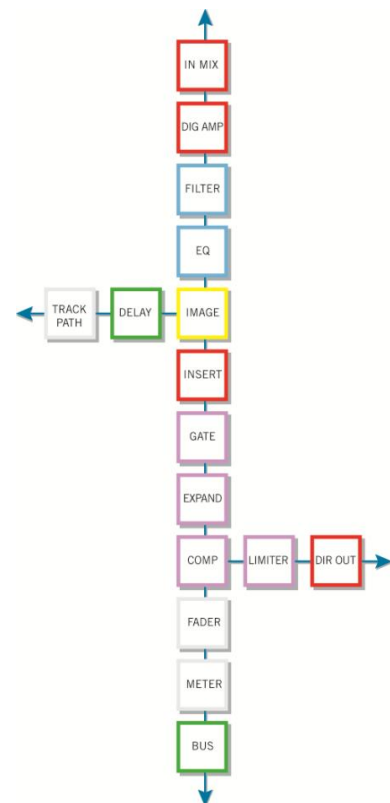 IN MIX
DIG AMP
FILTER
EQ
TRACK
PATH
DELAY
IMAGE
INSERT
GATE
EXPAND
COMP
LIMITER
DIR OUT
FADER
METER
BUS